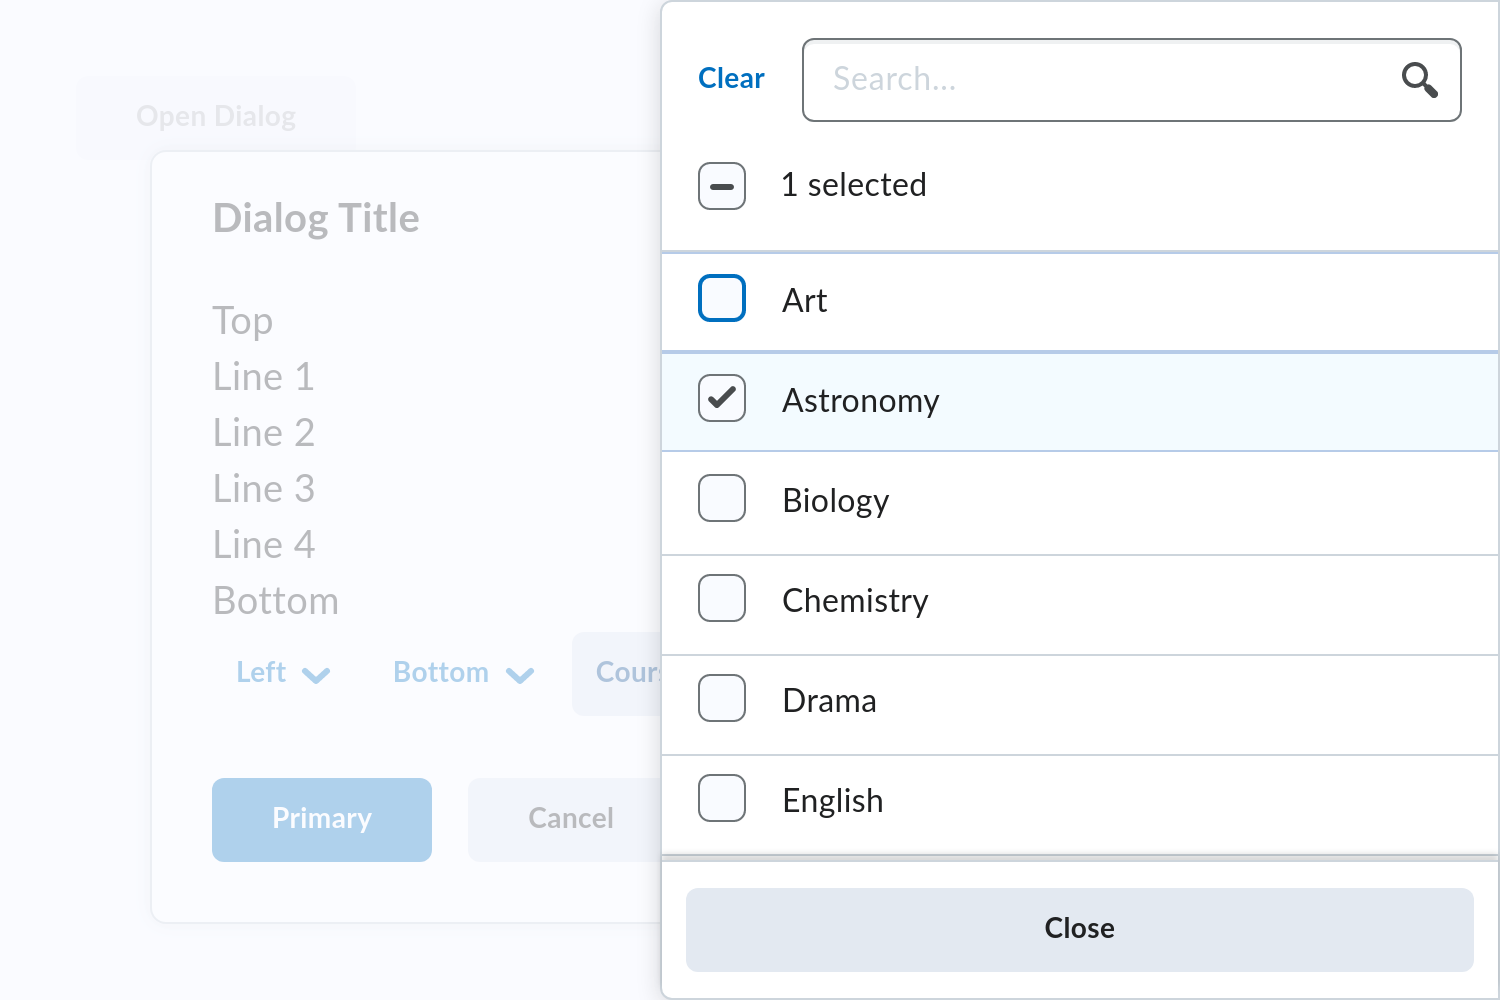 Open Dialog
Dialog Title
Top
Line 1
Line 2
Line 3
Line 4
Bottom
Left
Bottom
Primary
Cancel
Clear
Search...
1 selected
Art
Astronomy
Biology
Chemistry
Drama
English
Close